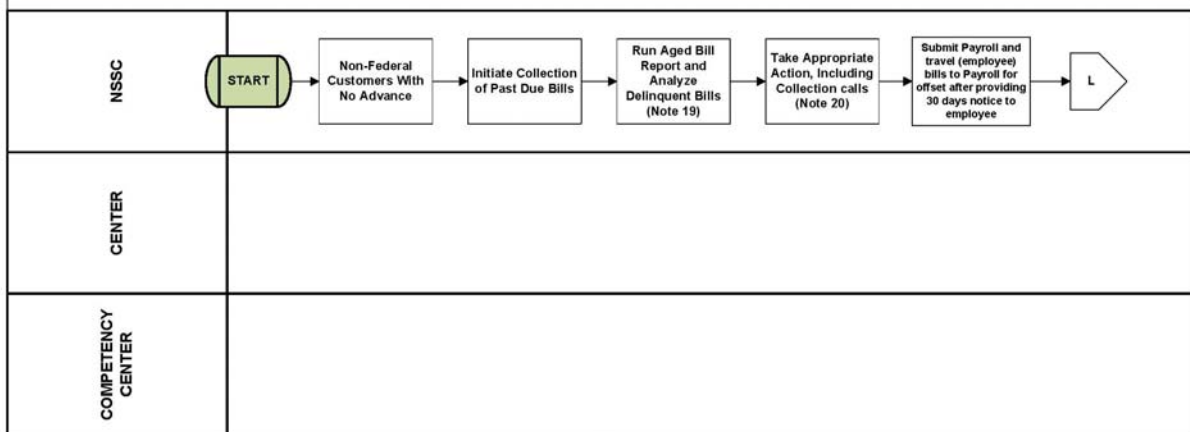 NSSC
START
Non-Federal
Customers With
No Advance
Initiate Collection
of Past Due Bills
Run Aged Bill
Report and
Analyze
Delinquent Bills
(Note 19)
Take Appropriate
Action, Including
Collection calls
(Note 20)
Submit Payroll and
travel (employee)
bills to Payroll for
offset after providing
30 days notice to
employee
L
CENTER
COMPETENCY
CENTER